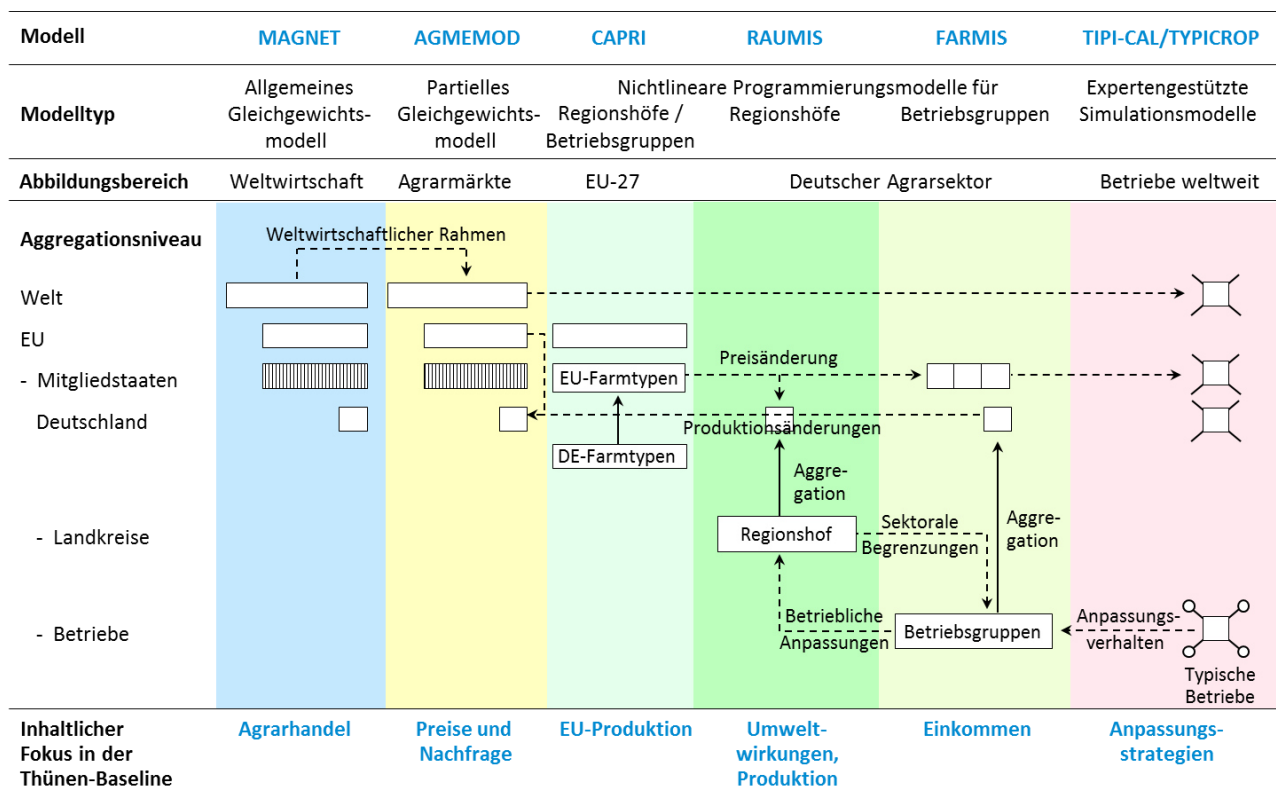 Modell MAGNET AGMEMOD CAPRI RAUMIS FARMIS TIPI-CAL/TYPICROP
Modelltyp
Allgemeines
Gleichgewichts-
modell
Partielles
Gleichgewichts-
modell
Nichtlineare Programmierungsmodelle für
Regionshöfe /
Betriebsgruppen
Regionshöfe
Betriebsgruppen
Expertengestützte
Simulationsmodelle
Abbildungsbereich Weltwirtschaft Agrarmärkte EU-27 Deutscher Agrarsektor Betriebe weltweit
Aggregationsniveau
Weltwirtschaftlicher Rahmen
Welt
EU
- Mitgliedstaaten
EU-Farmtypen
Preisänderung
Deutschland
Produktionsänderungen
DE-Farmtypen
Aggre-
gation
- Landkreise
Regionshof
Sektorale
Begrenzungen
Aggre-
gation
- Betriebe
Betriebliche
Anpassungen
Betriebsgruppen
Anpassungs-
verhalten
Typische
Betriebe
Inhaltlicher
Fokus in der
Thünen-Baseline
Agrarhandel
Preise und
Nachfrage
EU-Produktion
Umwelt-
wirkungen,
Produktion
Einkommen
Anpassungs-
strategien